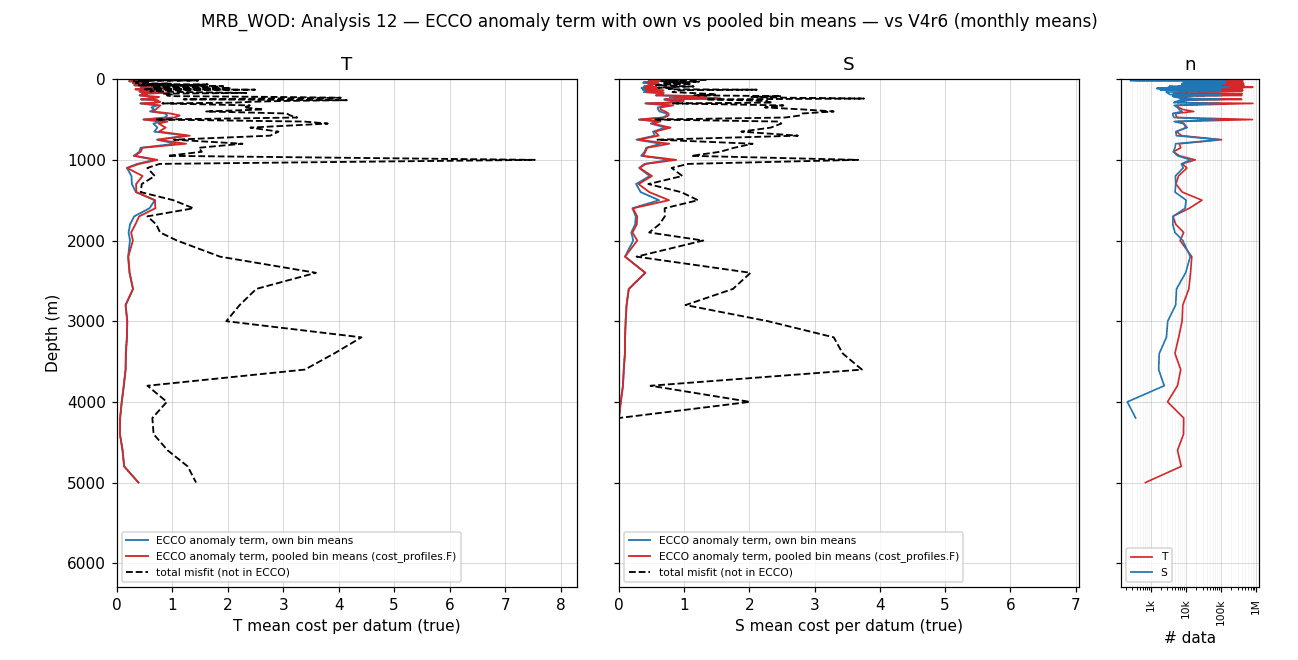 MRB_WOD: Analysis 12 — ECCO anomaly term with own vs pooled bin means — vs V4r6 (monthly means)
T
S
n
0
1000
2000
3000
4000
5000
6000
Depth (m)
ECCO anomaly term, own bin means
ECCO anomaly term, pooled bin means (cost_profiles.F)
total misfit (not in ECCO)
0 1 2 3 4 5 6 7 8
T mean cost per datum (true)
ECCO anomaly term, own bin means
ECCO anomaly term, pooled bin means (cost_profiles.F)
total misfit (not in ECCO)
0 1 2 3 4 5 6 7
S mean cost per datum (true)
T
S
1k 10k 100k 1M
# data